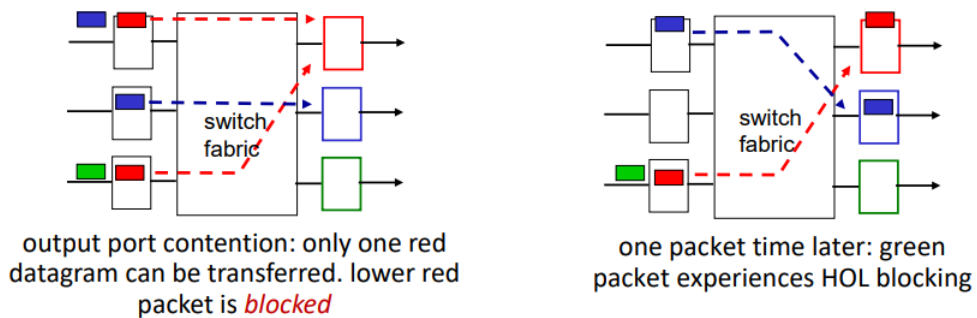 switch
fabric
output port contention: only one red
datagram can be transferred. lower red
packet is blocked
switch
fabric
one packet time later: green
packet experiences HOL blocking